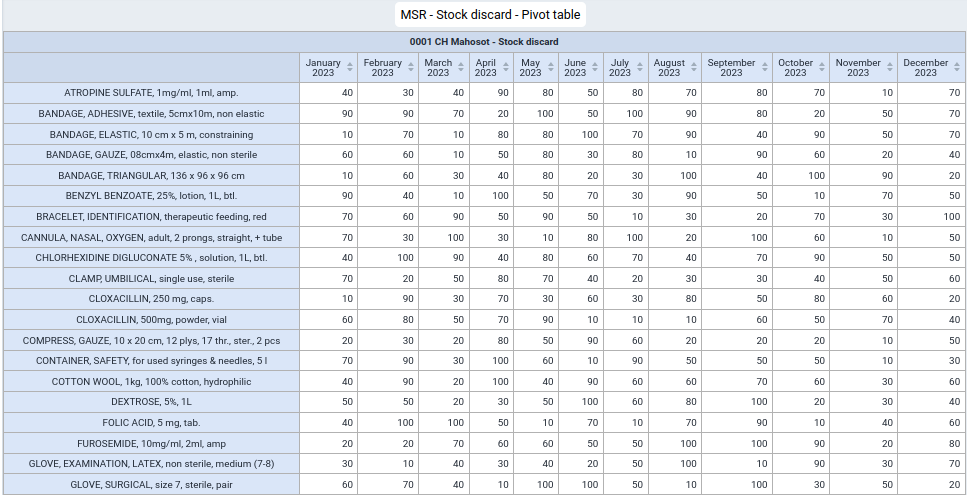 MSR - Stock discard - Pivot table
0001 CH Mahosot - Stock discard
January 2023 February 2023 March 2023 April 2023 May 2023 June 2023 July 2023 August 2023 September 2023 October 2023 November 2023 December 2023
ATROPINE SULFATE, 1mg/ml, 1ml, amp. 40 30 40 90 80 50 80 70 80 70 10 70
BANDAGE, ADHESIVE, textile, 5cmx10m, non elastic 90 90 70 20 100 50 100 90 80 20 50 70
BANDAGE, ELASTIC, 10 cm x 5 m, constraining 10 70 10 80 80 100 70 90 40 90 50 70
BANDAGE, GAUZE, 08cmx4m, elastic, non sterile 60 60 10 50 80 30 80 10 90 60 20 40
BANDAGE, TRIANGULAR, 136 x 96 x 96 cm 10 60 30 40 80 20 30 100 40 100 90 20
BENZYL BENZOATE, 25%, lotion, 1L, btl. 90 40 10 100 50 70 30 90 50 10 70 50
BRACELET, IDENTIFICATION, therapeutic feeding, red 70 60 90 50 90 50 10 30 20 70 30 100
CANNULA, NASAL, OXYGEN, adult, 2 prongs, straight, + tube 70 30 100 30 10 80 100 20 100 60 10 50
CHLORHEXIDINE DIGLUCONATE 5% , solution, 1L, btl. 40 100 90 40 80 60 70 40 70 90 50 50
CLAMP, UMBILICAL, single use, sterile 70 20 50 80 70 40 20 30 30 40 50 60
CLOXACILLIN, 250 mg, caps. 10 90 30 70 30 60 30 80 50 80 60 20
CLOXACILLIN, 500mg, powder, vial 60 80 50 70 90 10 10 10 60 50 70 40
COMPRESS, GAUZE, 10 x 20 cm, 12 plys, 17 thr., ster., 2 pcs 20 30 20 80 50 90 60 20 20 20 10 50
CONTAINER, SAFETY, for used syringes & needles, 5 l 70 90 30 100 60 10 90 50 50 50 10 30
COTTON WOOL, 1kg, 100% cotton, hydrophilic 40 90 20 100 40 90 60 60 70 60 30 60
DEXTROSE, 5%, 1L 50 50 20 50 30 100 60 80 100 20 30 40
FOLIC ACID, 5 mg, tab. 40 100 100 50 10 70 10 70 90 10 40 60
FUROSEMIDE, 10mg/ml, 2ml, amp 20 20 70 60 60 50 50 100 100 90 20 80
GLOVE, EXAMINATION, LATEX, non sterile, medium (7-8) 30 10 40 30 40 20 50 100 10 90 30 70
GLOVE, SURGICAL, size 7, sterile, pair 60 70 40 10 100 100 50 10 100 30 50 20